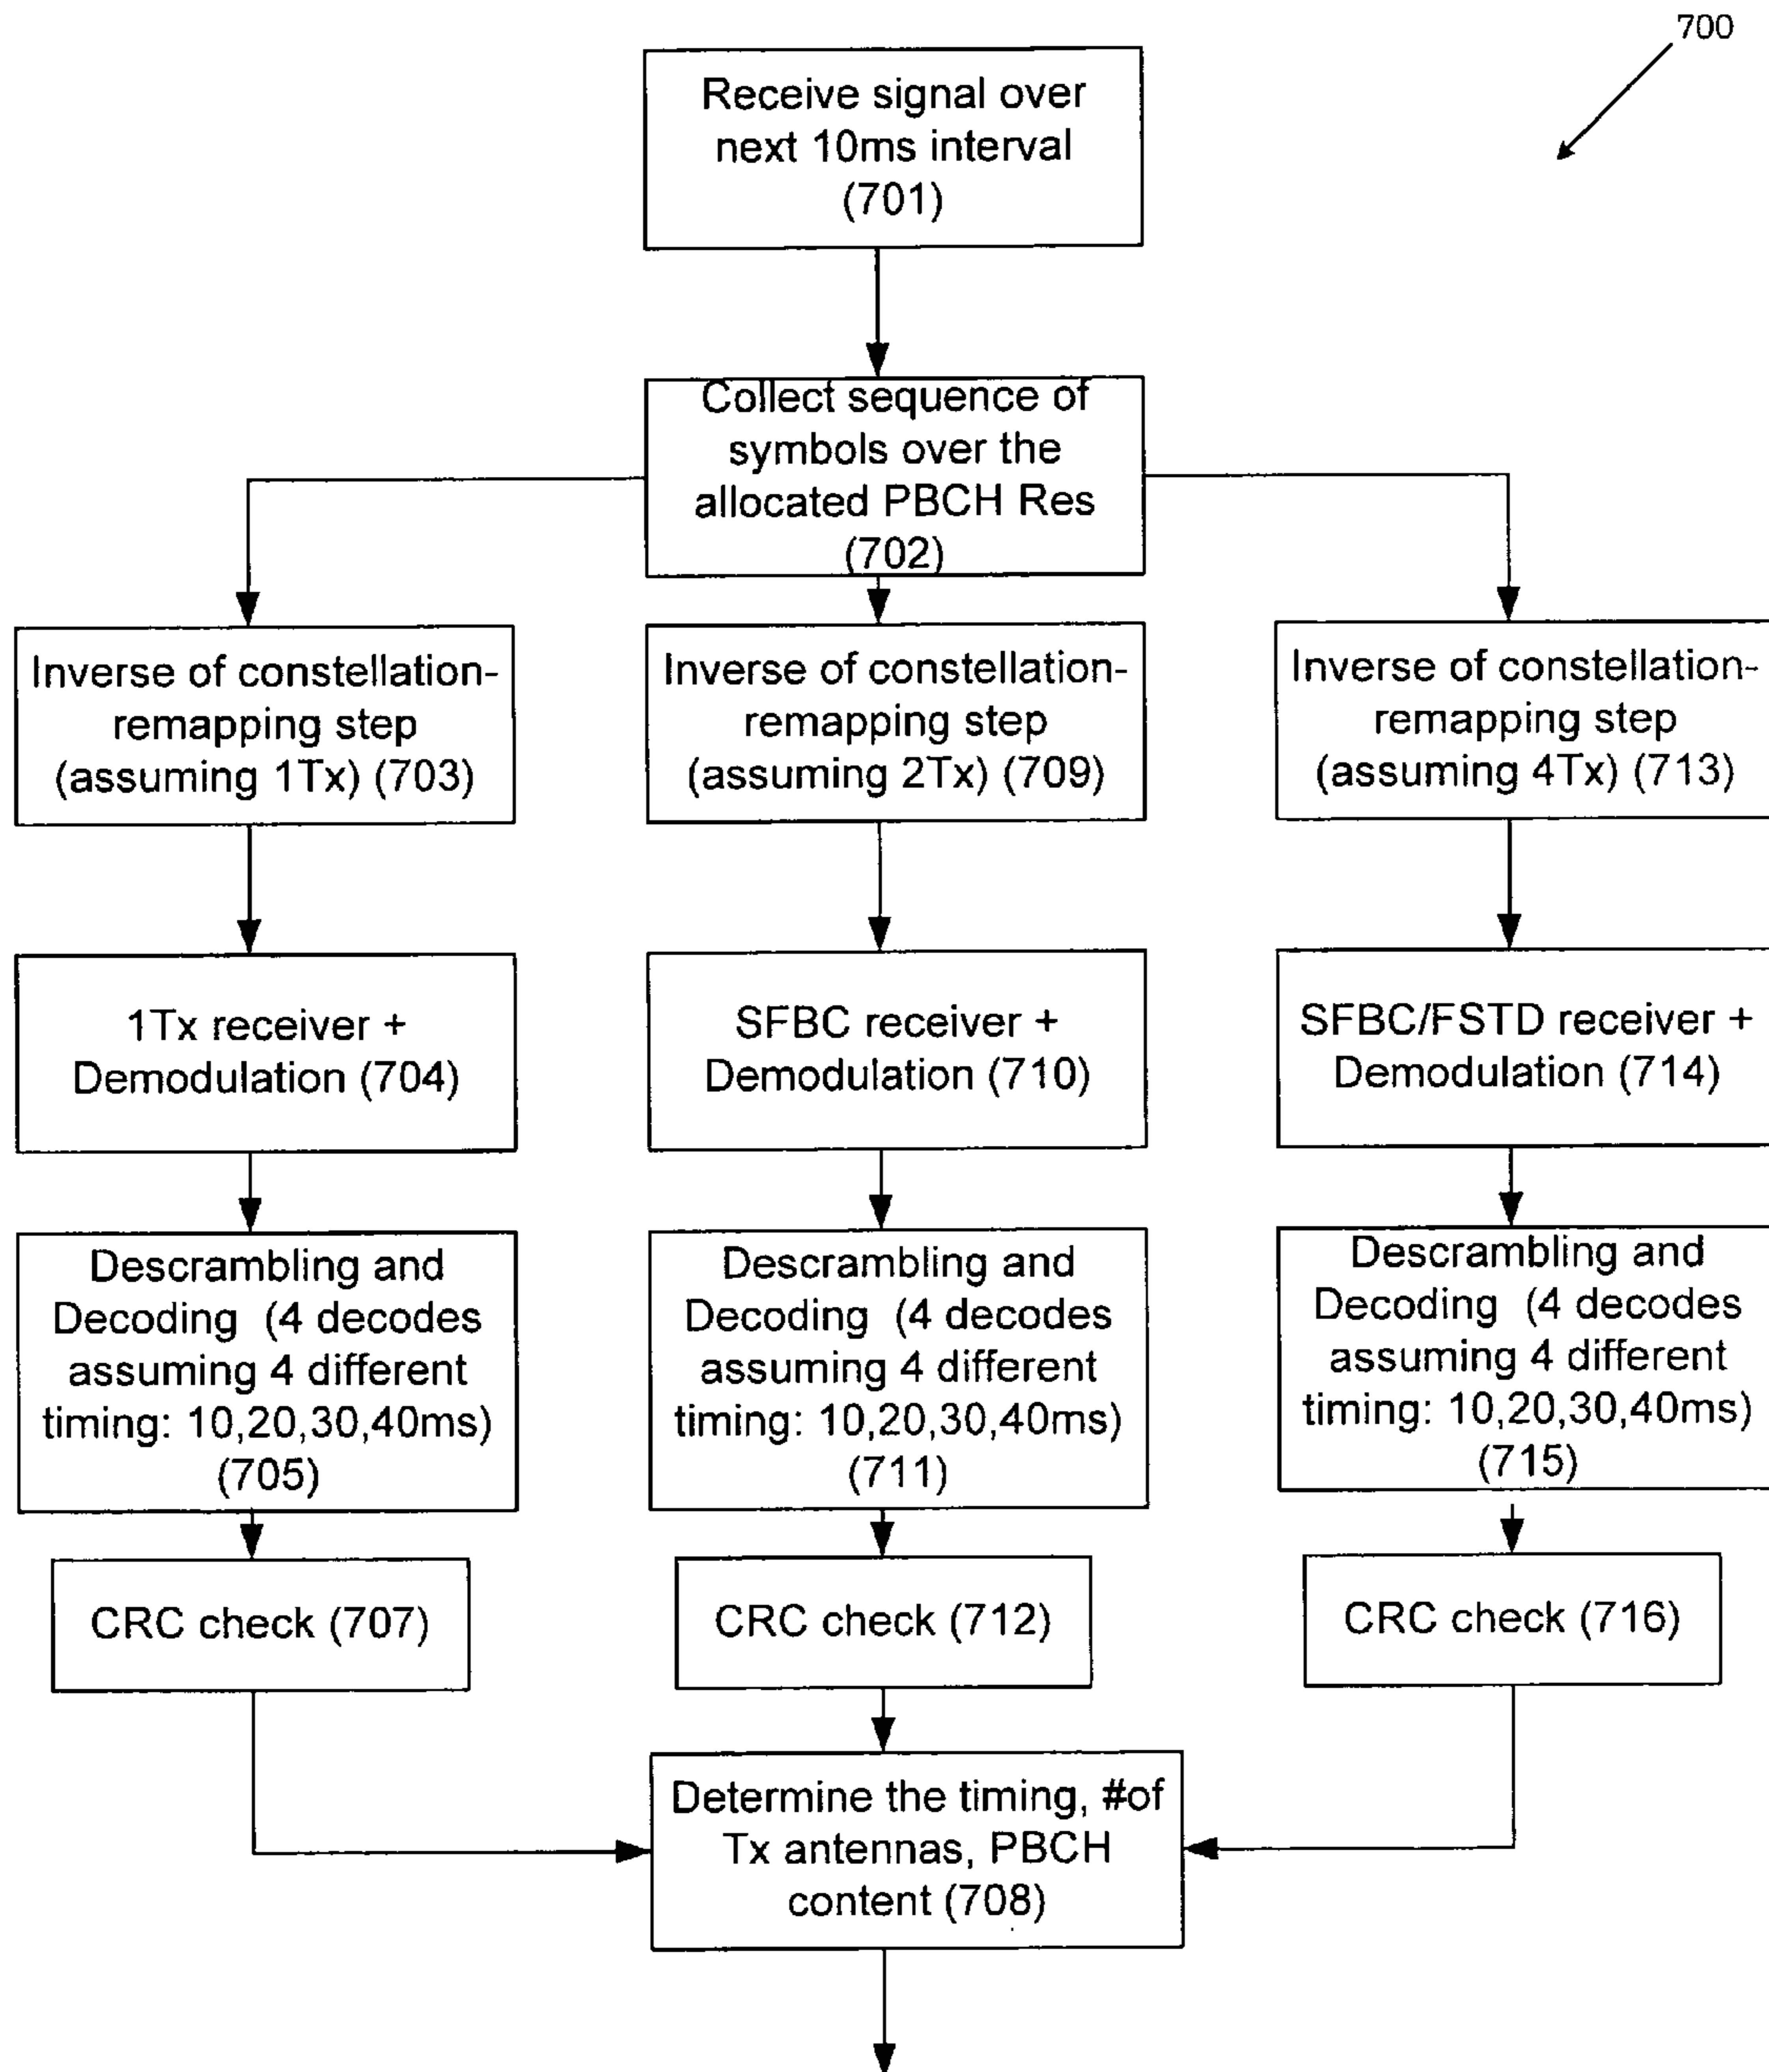 700
Receive signal over
next 10ms interval
(701)
Collect sequence of
symbols over the
allocated PBCH Res
(702)
Inverse of constellation-
remapping step
(assuming 1Tx) (703)
Inverse of constellation-
remapping step
(assuming 2Tx) (709)
Inverse of constellation-
remapping step
(assuming 4Tx) (713)
1Tx receiver +
Demodulation (704)
SFBC receiver +
Demodulation (710)
SFBC/FSTD receiver +
Demodulation (714)
Descrambling and
Decoding (4 decodes
assuming 4 different
timing: 10,20,30,40ms)
(705)
Descrambling and
Decoding (4 decodes
assuming 4 different
timing: 10,20,30,40ms)
(711)
Descrambling and
Decoding (4 decodes
assuming 4 different
timing: 10,20,30,40ms)
(715)
CRC check (707)
CRC check (712)
CRC check (716)
Determine the timing, #of
Tx antennas, PBCH
content (708)